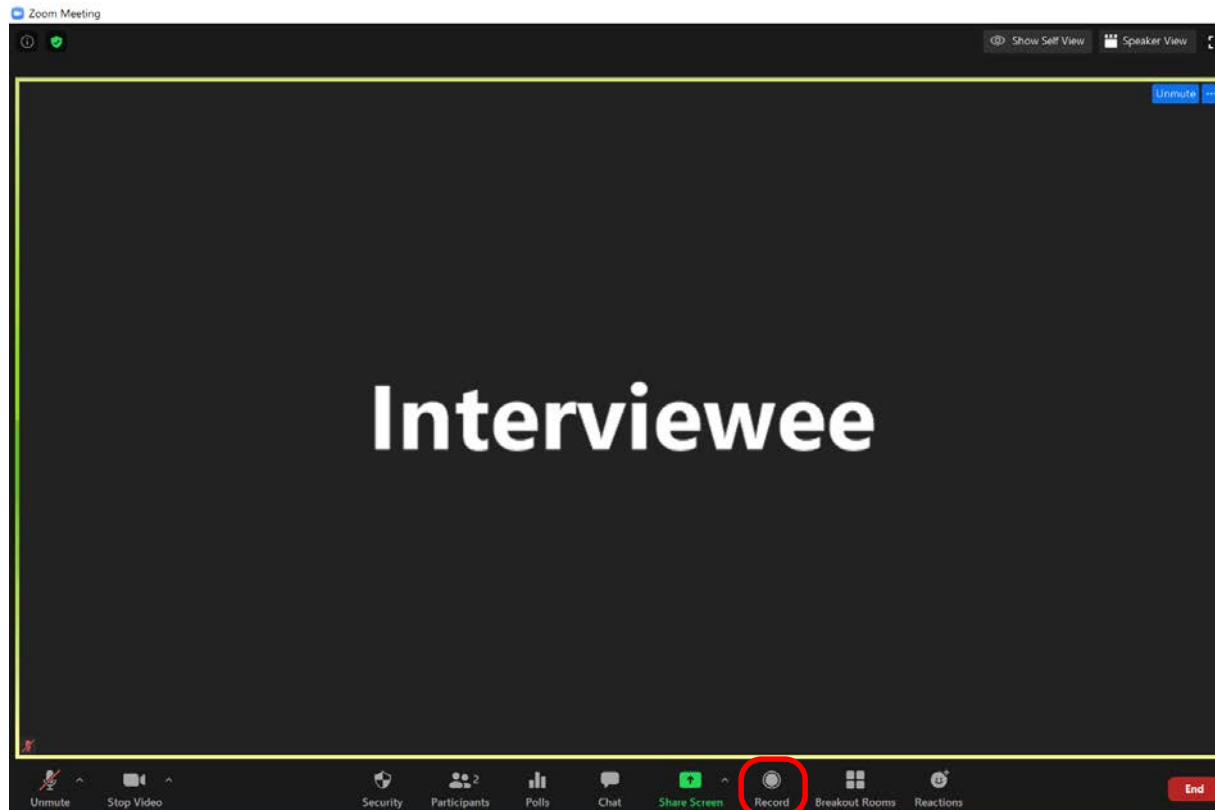 Zoom Meeting
Show Self View Speaker View
Unmute
Interviewee
2
Unmute Stop Video Security Participants Polls Chat Share Screen Record Breakout Rooms Reactions End